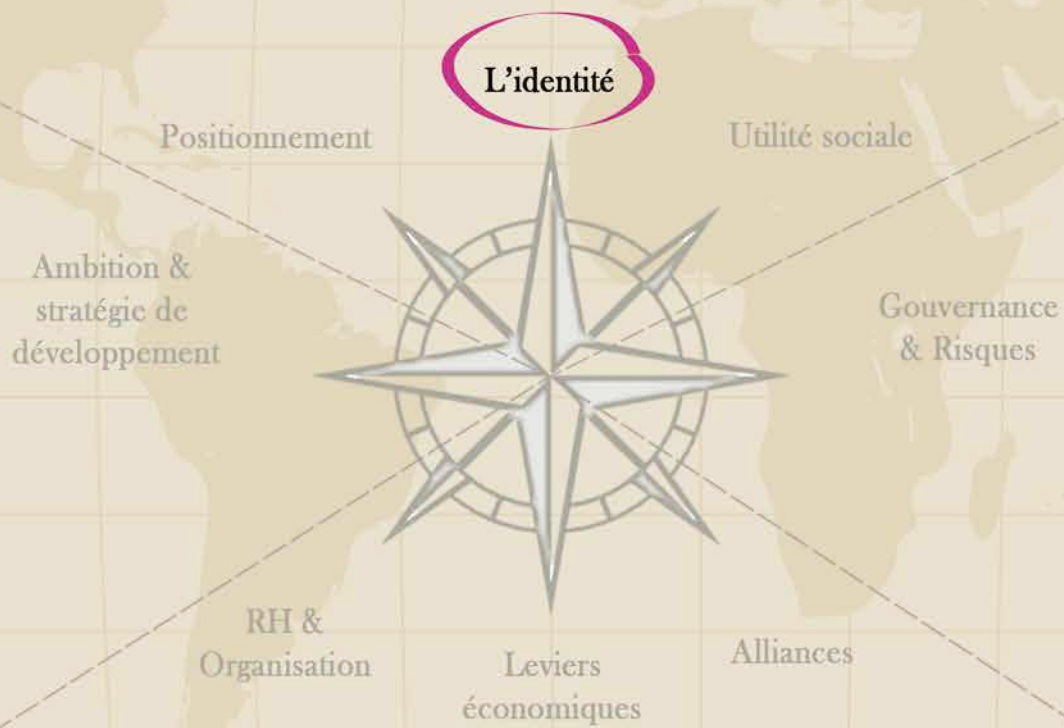 L'identité
Positionnement
Utilité sociale
Ambition &
stratégie de
développement
Gouvernance
& Risques
RH &
Organisation
Leviers
économiques
Alliances